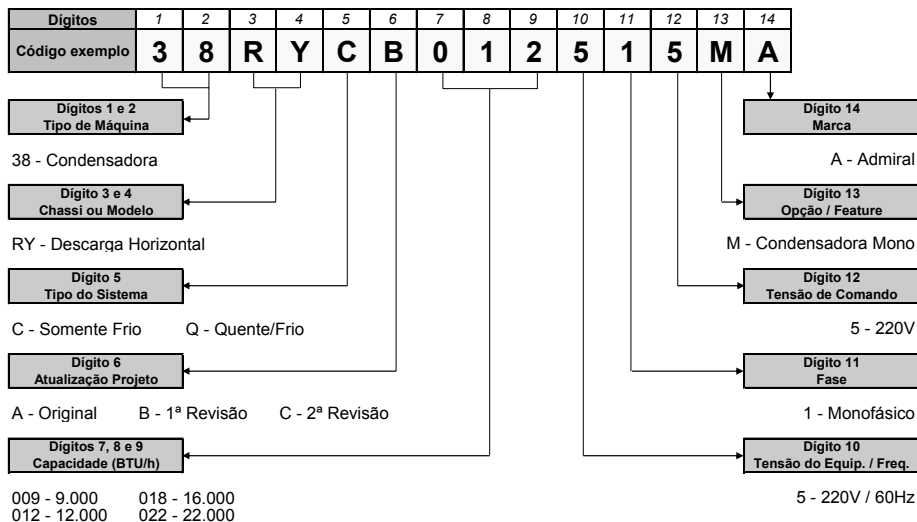 Dígitos 1 2 3 4 5 6 7 8 9 10 11 12 13 14
Código exemplo 3 8 R Y C B 0 1 2 5 1 5 M A
Dígitos 1 e 2
Tipo de Máquina
38 - Condensadora
Dígito 3 e 4
Chassi ou Modelo
RY - Descarga Horizontal
Dígito 5
Tipo do Sistema
C - Somente Frio Q - Quente/Frio
Dígito 6
Atualização Projeto
A - Original B - 1ª Revisão C - 2ª Revisão
Dígitos 7, 8 e 9
Capacidade (BTU/h)
009 - 9.000 018 - 16.000
012 - 12.000 022 - 22.000
Dígito 14
Marca
A - Admiral
Dígito 13
Opção / Feature
M - Condensadora Mono
Dígito 12
Tensão de Comando
5 - 220V
Dígito 11
Fase
1 - Monofásico
Dígito 10
Tensão do Equip. / Freq.
5 - 220V / 60Hz